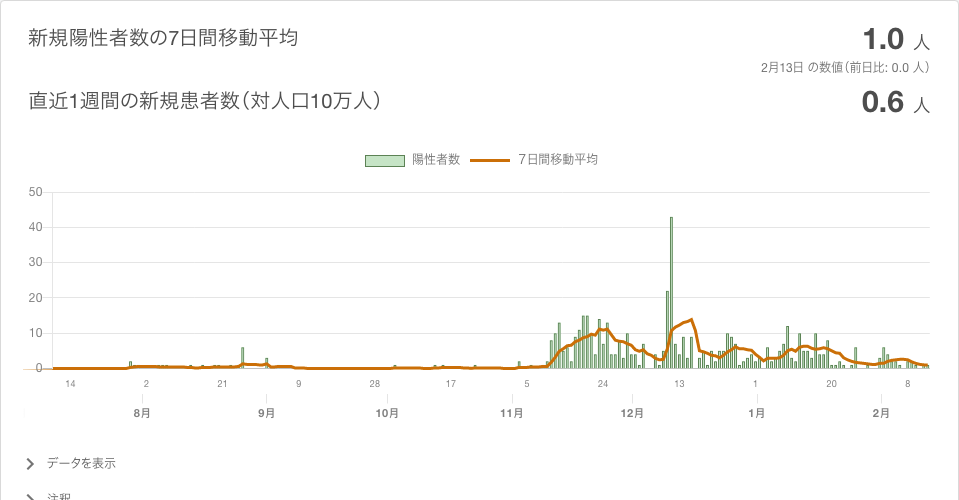 新規陽性者数の7日間移動平均
1.0 人
2月13日 の数値（前日比: 0.0 人）
直近1週間の新規患者数（対人口10万人）
0.6 人
陽性者数 7日間移動平均
50
40
30
20
10
0
14 2 21 9 28 17 5 24 13 1 20 8
8月 9月 10月 11月 12月 1月 2月
データを表示
注釈